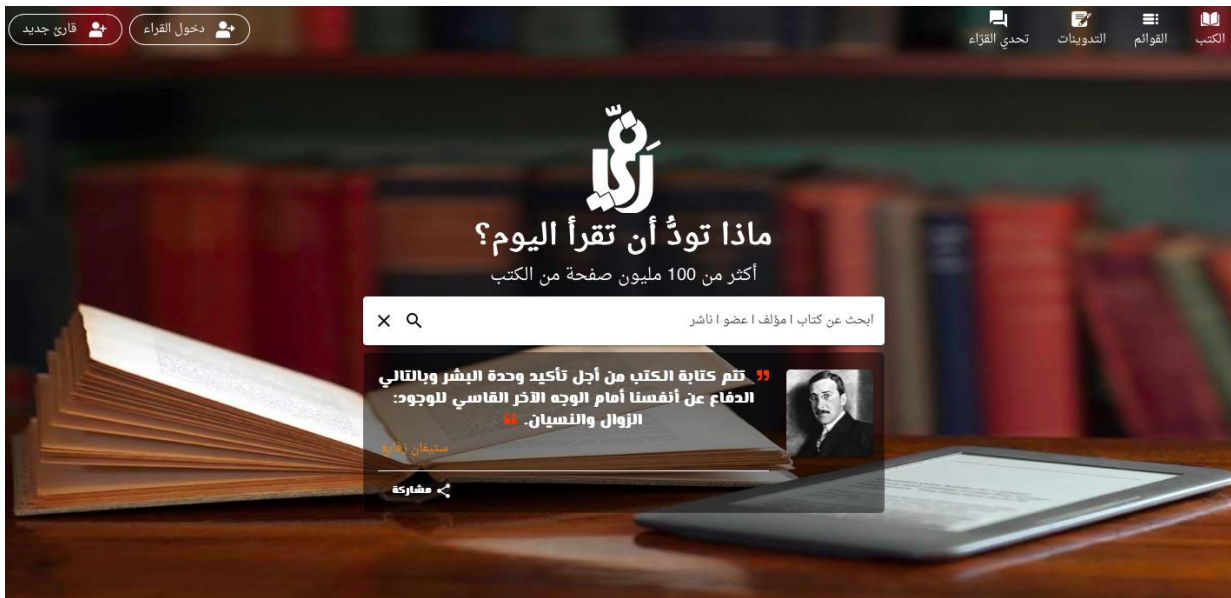 الكتب
القوائم
التدوينات
تحدي القرّاء
دخول القراء
قارئ جديد
ماذا تودُّ أن تقرأ اليوم؟
أكثر من 100 مليون صفحة من الكتب
ابحث عن كتاب ا مؤلف ا عضو ا ناشر
تتم كتابة الكتب من أجل تأكيد وحدة البشر وبالتالي
الدفاع عن أنفسنا أمام الوجه الآخر القاسي للوجود:
الزوال والنسيان.
ستيفان زفايغ
مشاركة